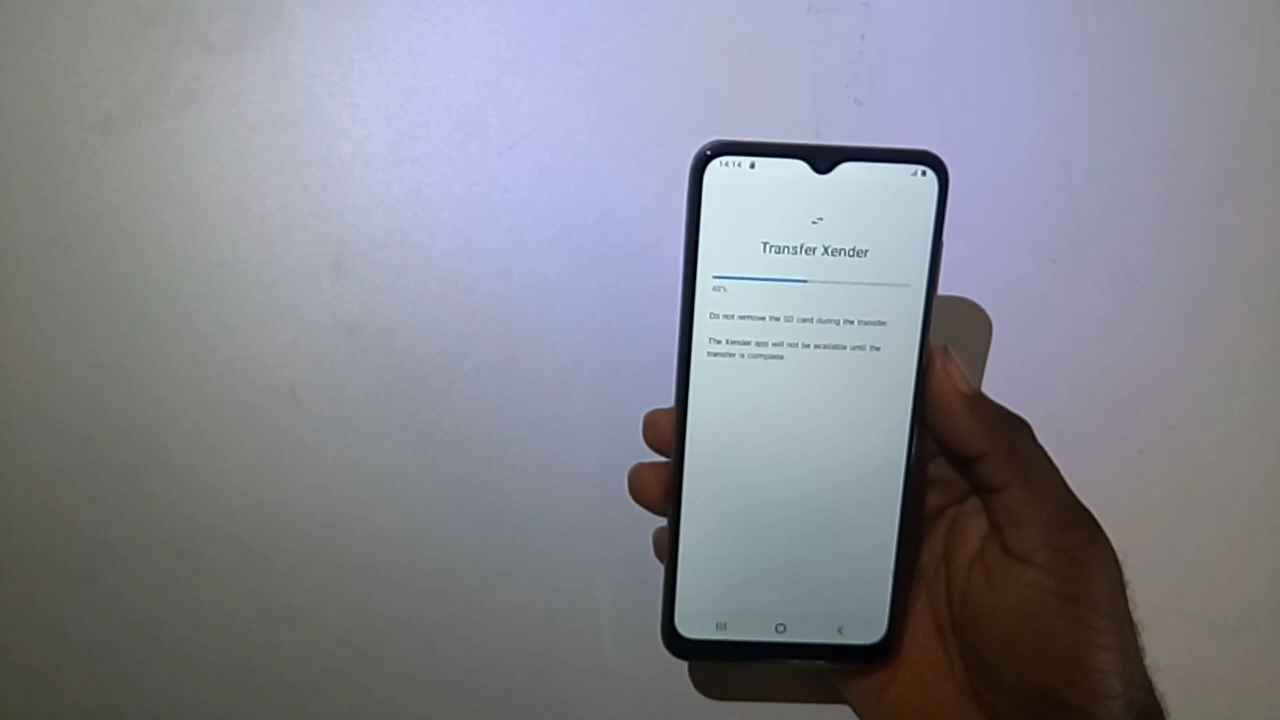 14:14
Transfer Xender
Do not remove the SD card during the transfer.
The Xender app will not be available until the
transfer is complete.